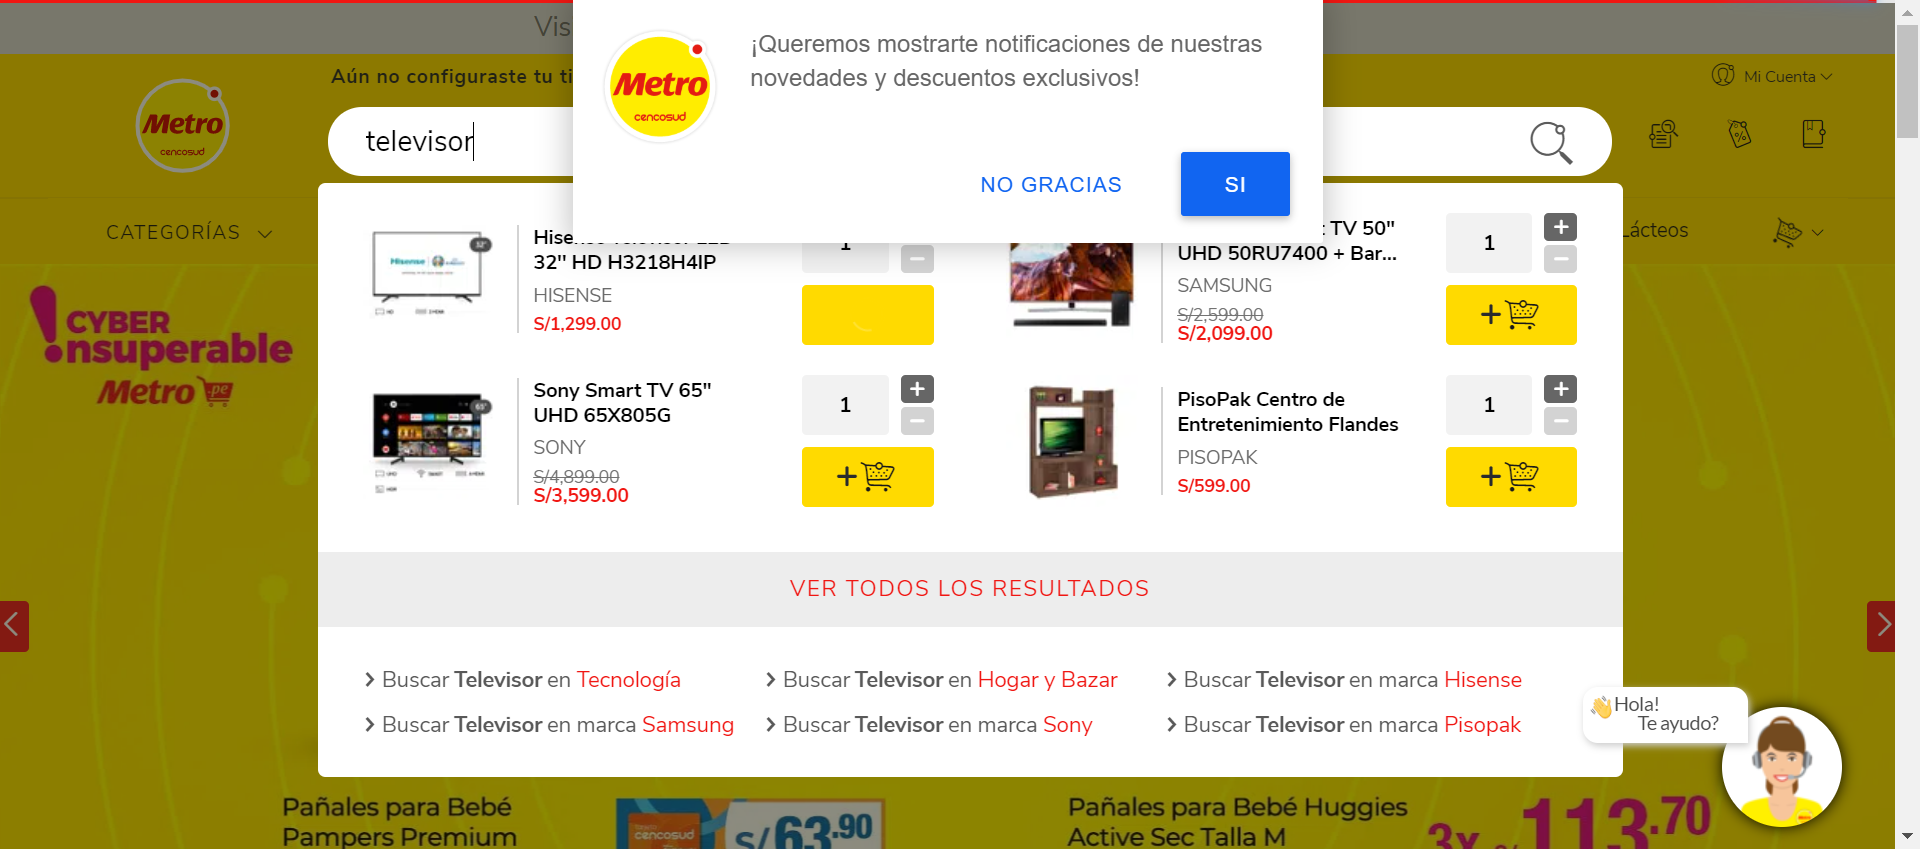 Vis
¡Queremos mostrarte notificaciones de nuestras
novedades y descuentos exclusivos!
Metro
cencosud
NO GRACIAS
SI
Metro
cencosud
Aún no configuraste tu ti
Mi Cuenta
televisor
CATEGORÍAS
Lácteos
CYBER
nsuperable
Metro .pe
32"
Hisense
32'' HD H3218H4IP
HISENSE
S/1,299.00
1
TV 50"
UHD 50RU7400 + Bar...
SAMSUNG
S/2,599.00
S/2,099.00
1
65"
Sony Smart TV 65"
UHD 65X805G
SONY
S/4,899.00
S/3,599.00
1
PisoPak Centro de
Entretenimiento Flandes
PISOPAK
S/599.00
1
VER TODOS LOS RESULTADOS
Buscar Televisor en Tecnología
Buscar Televisor en Hogar y Bazar
Buscar Televisor en marca Hisense
Buscar Televisor en marca Samsung
Buscar Televisor en marca Sony
Buscar Televisor en marca Pisopak
Hola!
Te ayudo?
Pañales para Bebé
Pampers Premium
cencosud
S/63.90
Pañales para Bebé Huggies
Active Sec Talla M
3x S/113.70